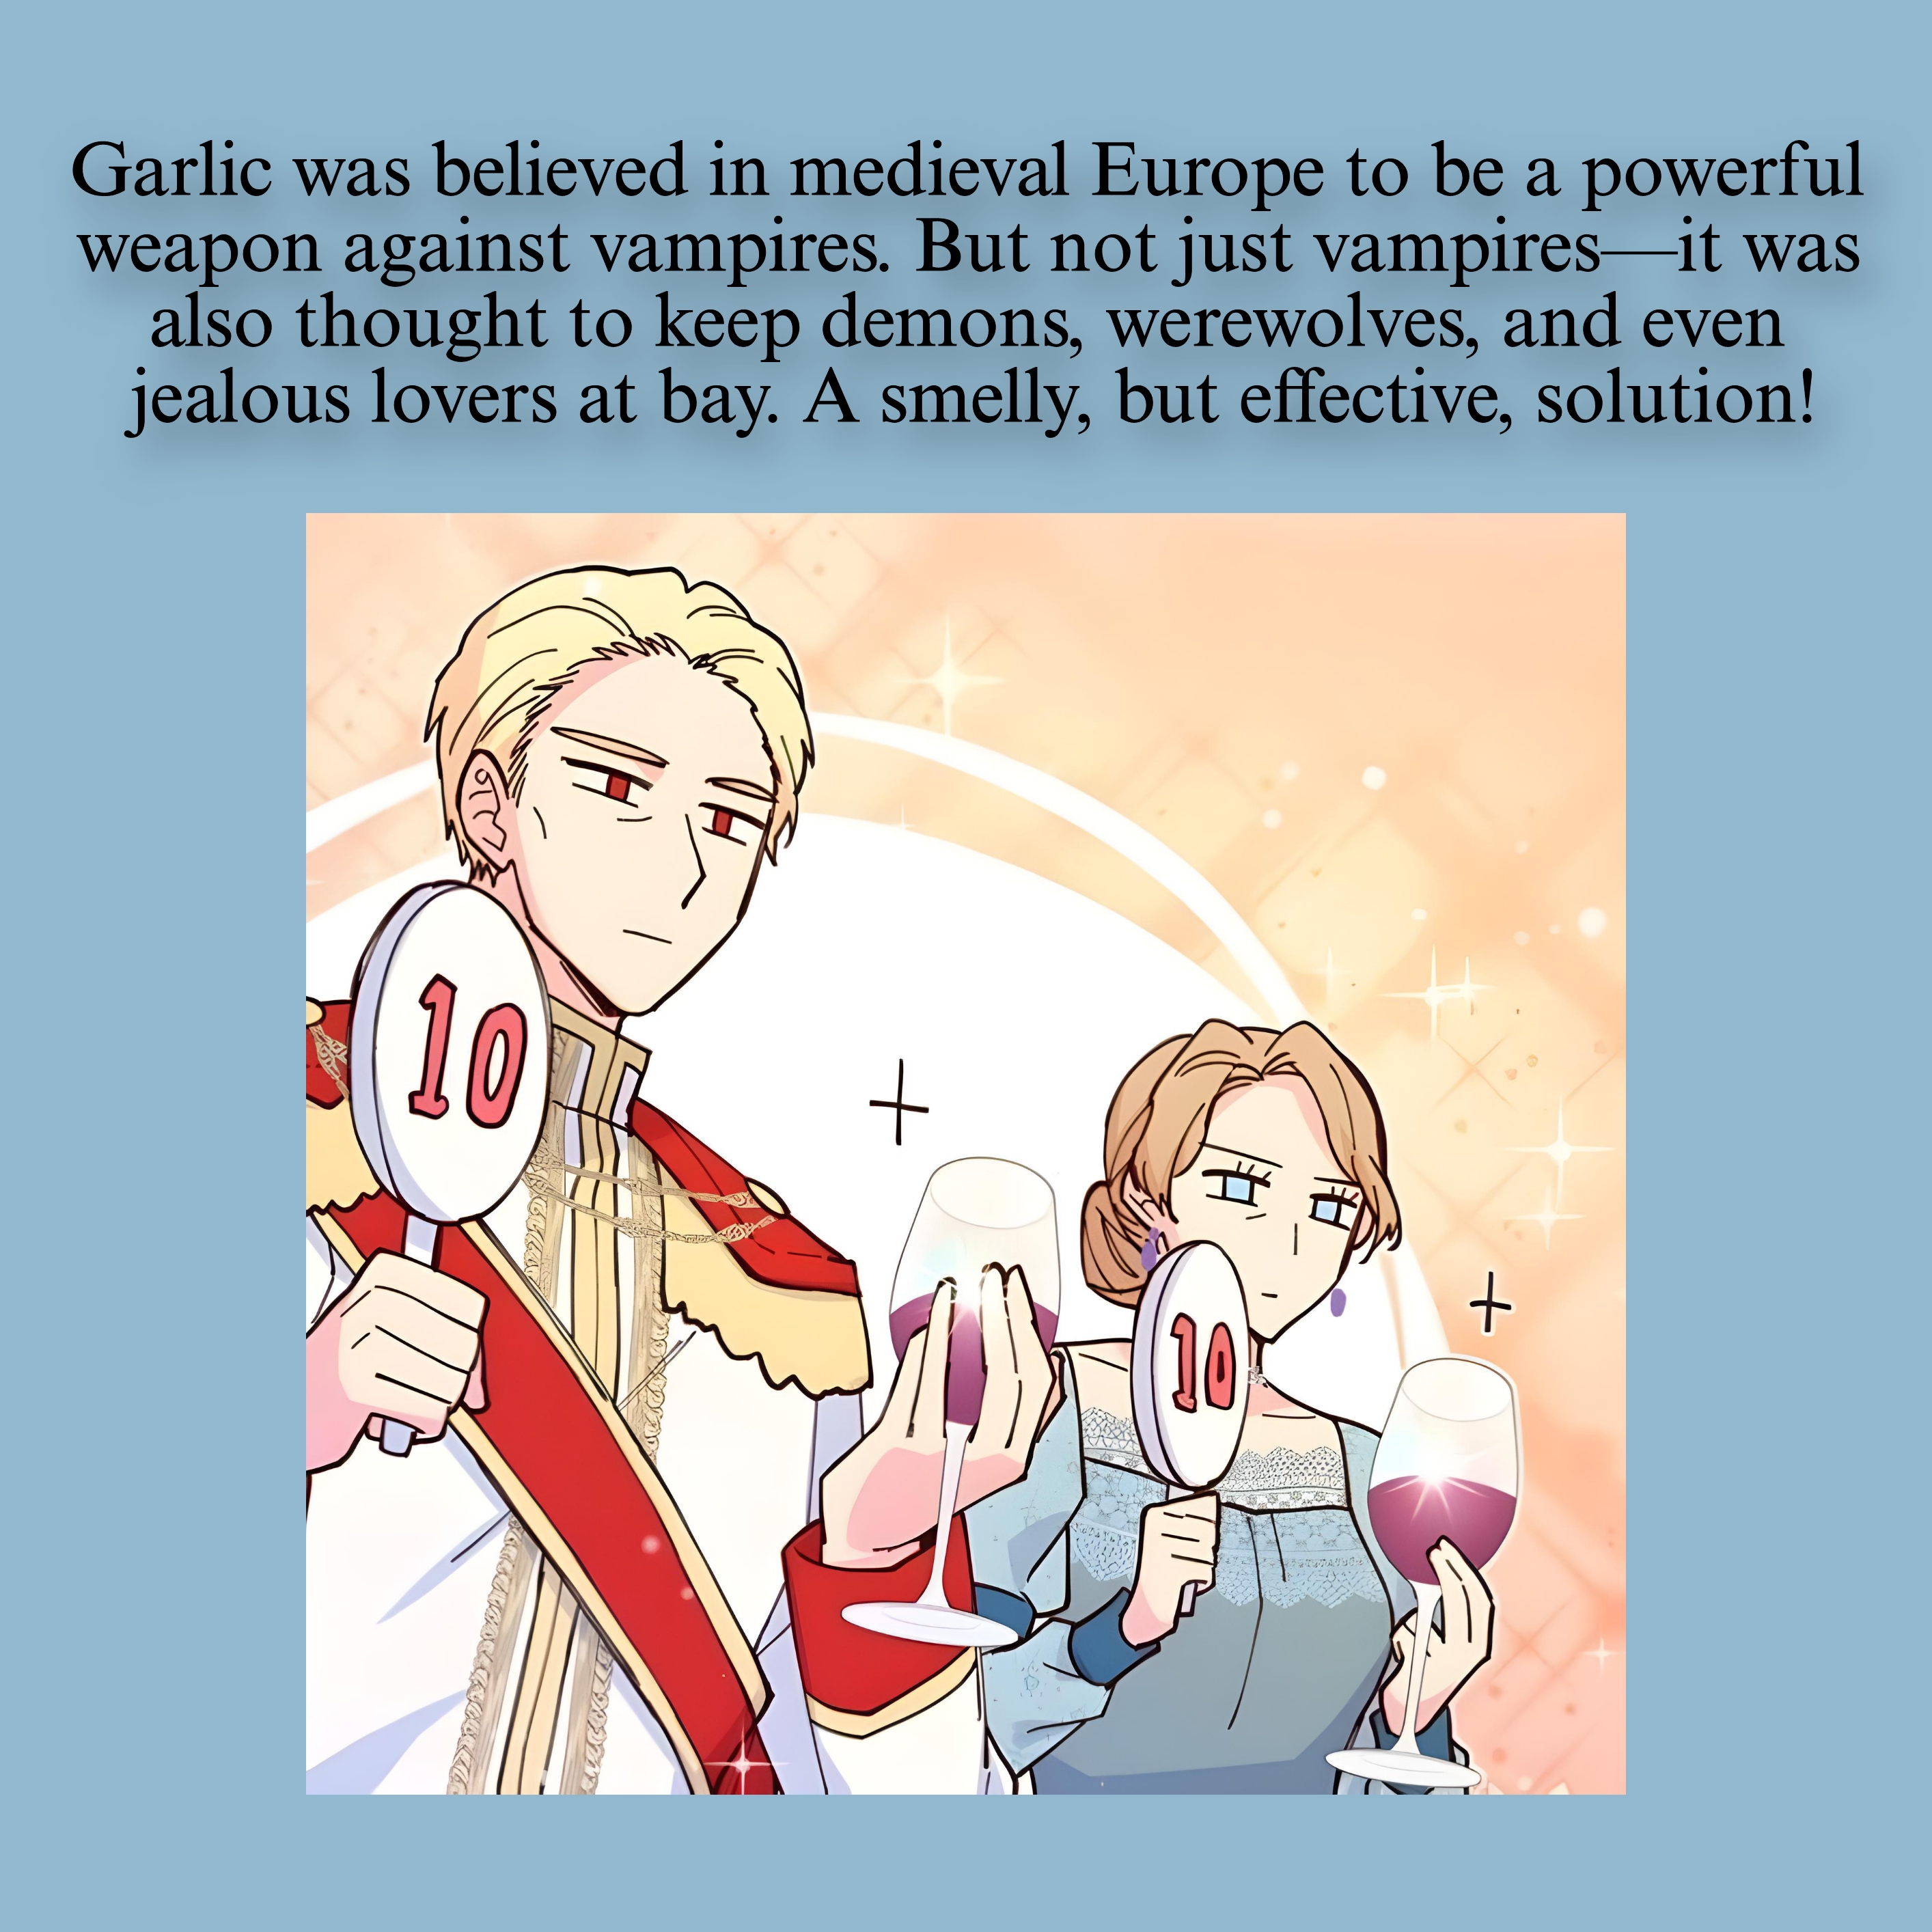 Garlic was believed in medieval Europe to be a powerful
weapon against vampires. But not just vampires—it was
also thought to keep demons, werewolves, and even
jealous lovers at bay. A smelly, but effective, solution!
10
10